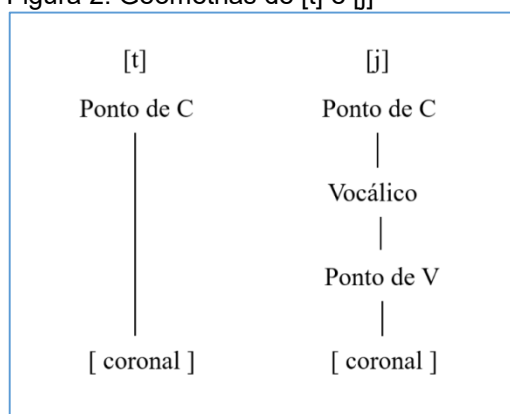 Figura 2. Geometrias de [t] e [j]
[t] [j]
Ponto de C Ponto de C
Vocálico
Ponto de V
[ coronal ] [ coronal ]